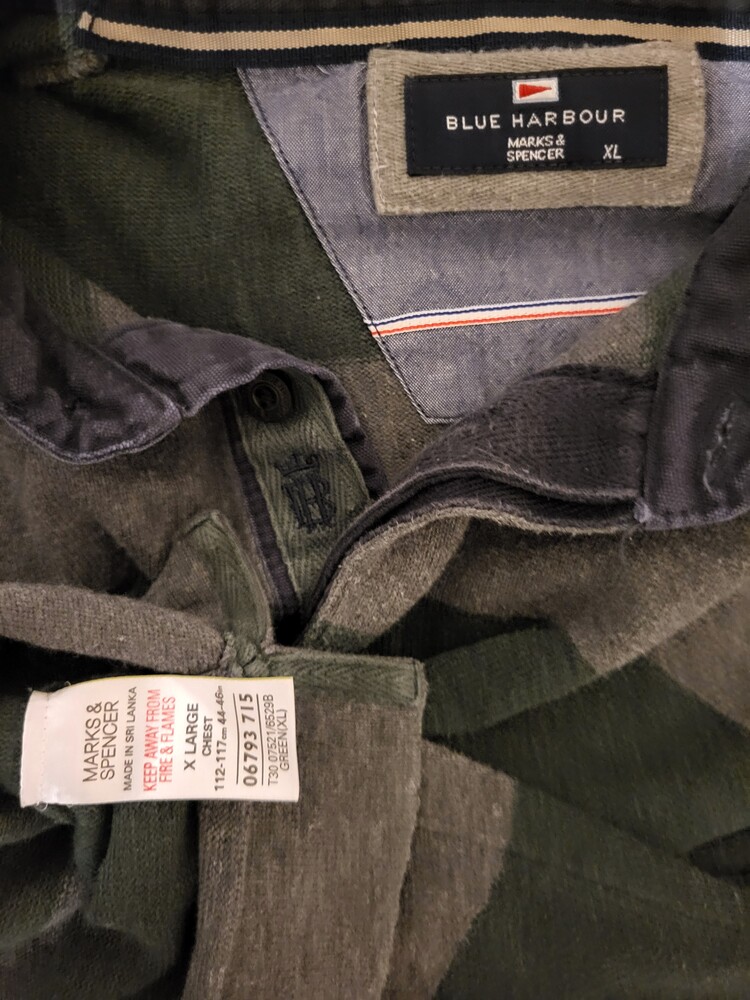 BLUE HARBOUR
MARKS &
SPENCER XL
MARKS &
SPENCER
MADE IN SRI LANKA
KEEP AWAY FROM
FIRE & FLAMES
X LARGE
CHEST
112-117cm 44-46in
06793 715
T30 07521/6529B
GREEN(XL)